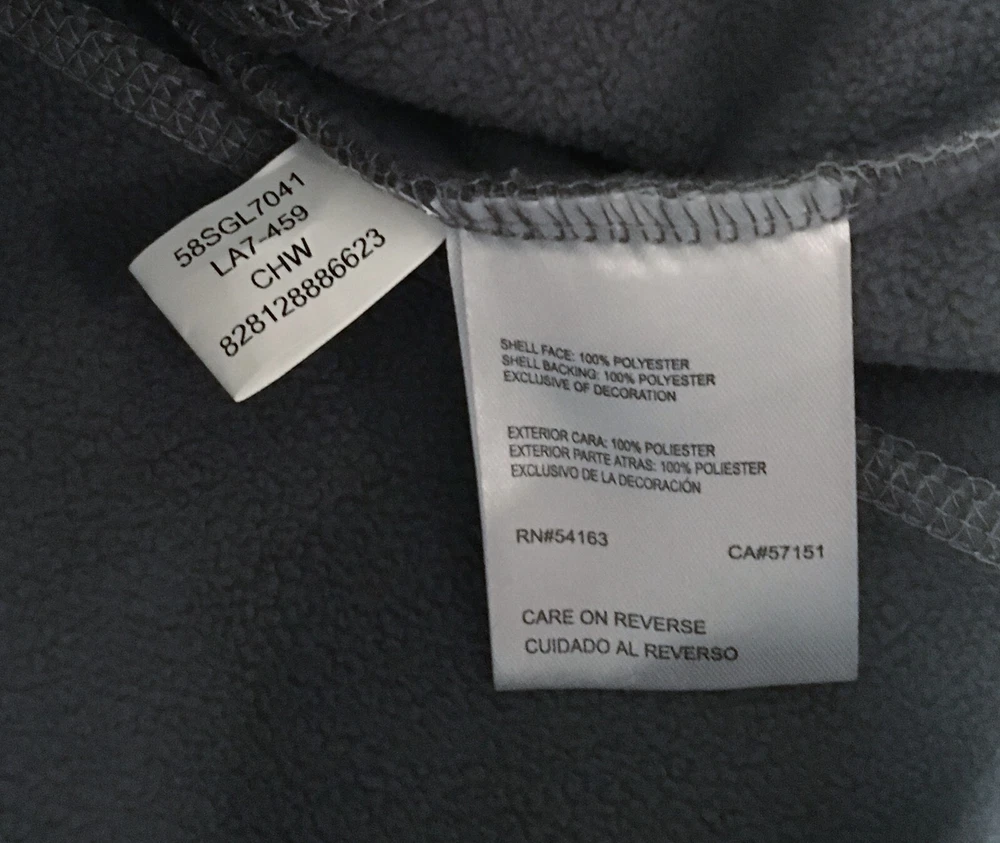 58SGL7041
LA7-459
CHW
828128886623
SHELL FACE: 100% POLYESTER
SHELL BACKING: 100% POLYESTER
EXCLUSIVE OF DECORATION
EXTERIOR CARA: 100% POLIESTER
EXTERIOR PARTE ATRAS: 100% POLIESTER
EXCLUSIVO DE LA DECORACIÓN
RN#54163
CA#57151
CARE ON REVERSE
CUIDADO AL REVERSO